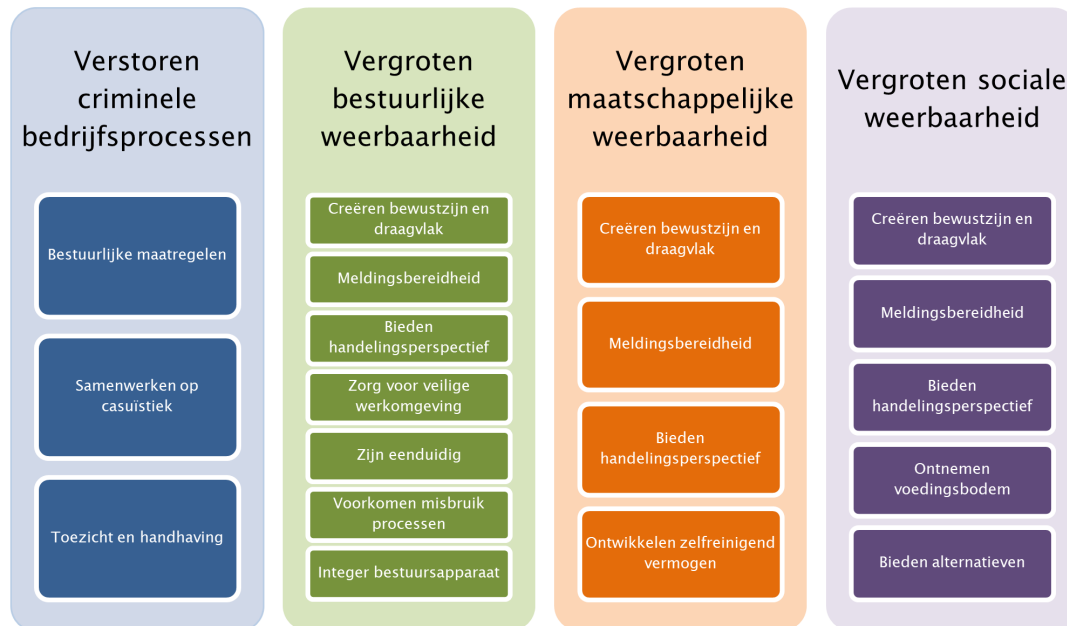 Verstoren
criminele
bedrijfsprocessen
Bestuurlijke maatregelen
Samenwerken op
casuïstiek
Toezicht en handhaving
Vergroten
bestuurlijke
weerbaarheid
Creëren bewustzijn en
draagvlak
Meldingsbereidheid
Bieden
handelingsperspectief
Zorg voor veilige
werkomgeving
Zijn eenduidig
Voorkomen misbruik
processen
Integer bestuursapparaat
Vergroten
maatschappelijke
weerbaarheid
Creëren bewustzijn en
draagvlak
Meldingsbereidheid
Bieden
handelingsperspectief
Ontwikkelen zelfreinigend
vermogen
Vergroten sociale
weerbaarheid
Creëren bewustzijn en
draagvlak
Meldingsbereidheid
Bieden
handelingsperspectief
Ontnemen
voedingsbodem
Bieden alternatieven